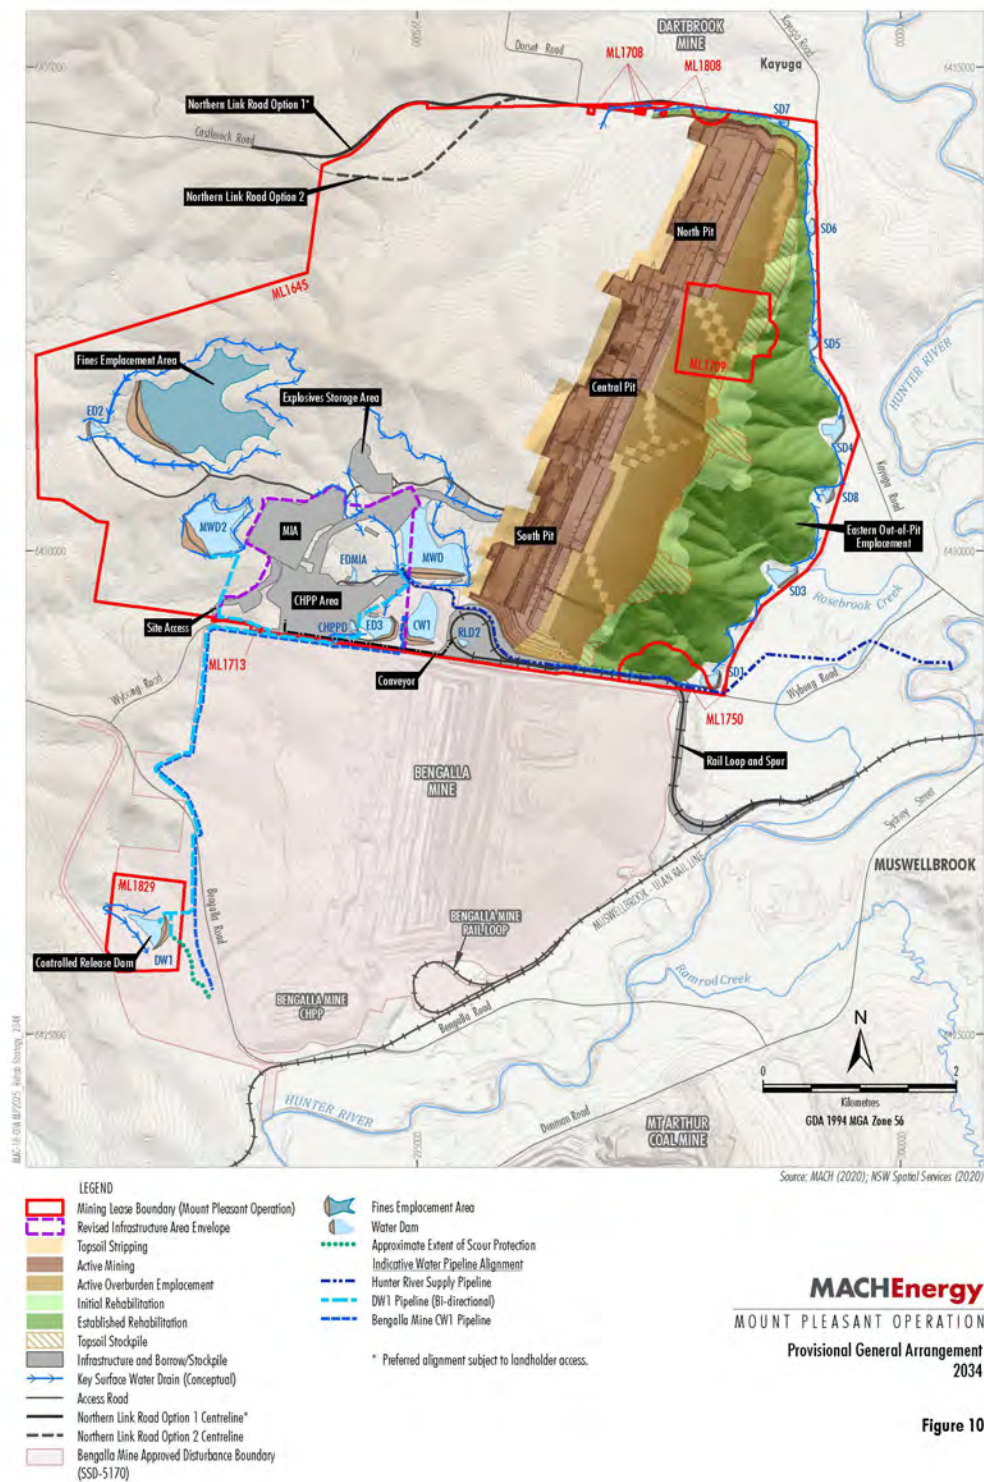 295000
300000
DARTBROOK
MINE
Kayuga Road
Dorset Road
ML1708
ML1808
Kayuga
6435000
Northern Link Road Option 1*
SD7
Castlerock Road
Northern Link Road Option 2
North Pit
SD6
ML1645
Fines Emplacement Area
SD5
ML1709
HUNTER RIVER
Central Pit
Explosives Storage Area
ED2
SD4
Kayuga Road
SD8
MWD2
MIA
South Pit
Eastern Out-of-Pit
Emplacement
6430000
6430000
EDMIA
MWD
SD3
Rosebrook Creek
CHPP Area
Site Access
CHPPD
ED3
CW1
RLD2
ML1713
Conveyor
SD1
Wybong Road
Wybong Road
ML1750
Rail Loop and Spur
BENGALLA
MINE
Sydney Street
MUSWELLBROOK
ML1829
MUSWELLBROOK - ULAN RAIL LINE
Bengalla Road
BENGALLA MINE
RAIL LOOP
Controlled Release Dam
DW1
Ramrod Creek
BENGALLA MINE
CHPP
Bengalla Road
6425000
N
0
2
Kilometres
GDA 1994 MGA Zone 56
HUNTER RIVER
Denman Road
MT ARTHUR
COAL MINE
295000
300000
Source: MACH (2020); NSW Spatial Services (2020)
LEGEND
Mining Lease Boundary (Mount Pleasant Operation)
Revised Infrastructure Area Envelope
Topsoil Stripping
Active Mining
Active Overburden Emplacement
Initial Rehabilitation
Established Rehabilitation
Topsoil Stockpile
Infrastructure and Borrow/Stockpile
Key Surface Water Drain (Conceptual)
Access Road
Northern Link Road Option 1 Centreline*
Northern Link Road Option 2 Centreline
Bengalla Mine Approved Disturbance Boundary
(SSD-5170)
Fines Emplacement Area
Water Dam
Approximate Extent of Scour Protection
Indicative Water Pipeline Alignment
Hunter River Supply Pipeline
DW1 Pipeline (Bi-directional)
Bengalla Mine CW1 Pipeline
* Preferred alignment subject to landholder access.
MACHEnergy
MOUNT PLEASANT OPERATION
Provisional General Arrangement
2034
Figure 10